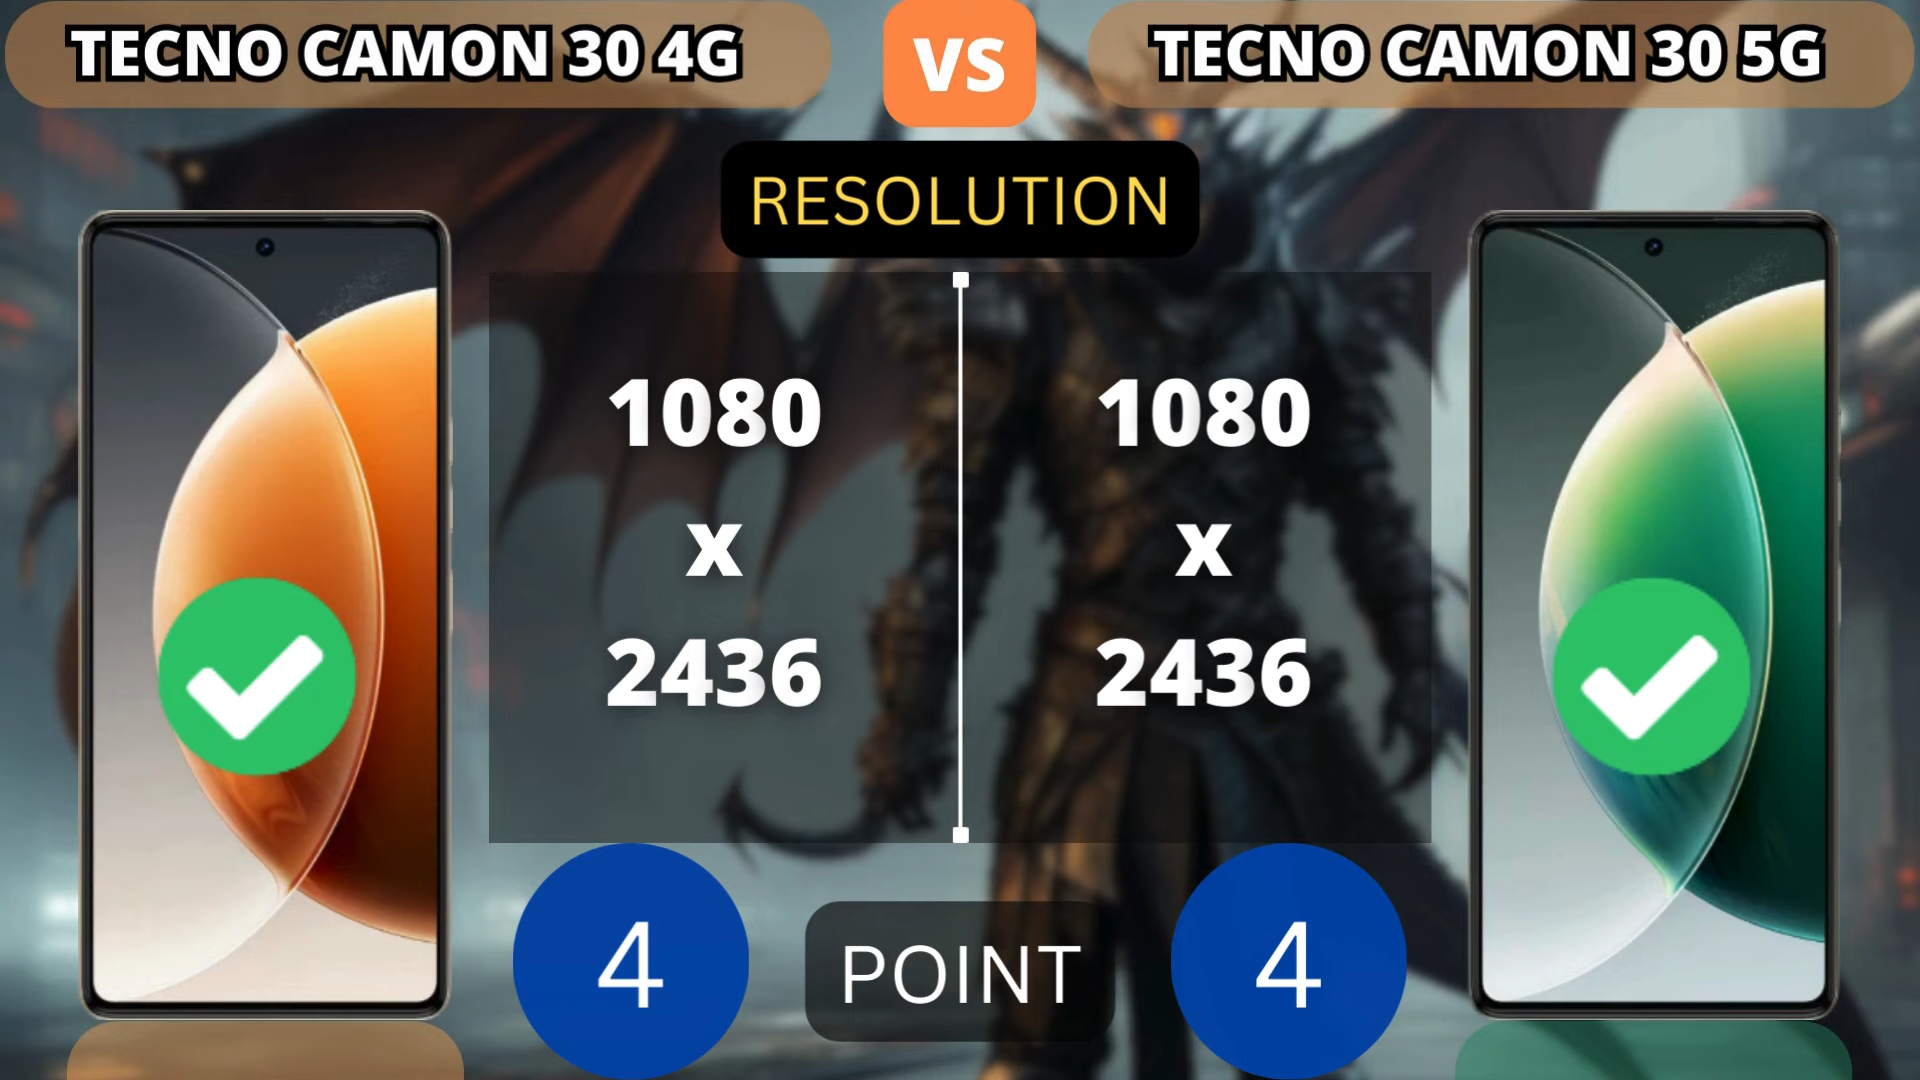 TECNO CAMON 30 4G
VS
TECNO CAMON 30 5G
RESOLUTION
1080
x
2436
1080
x
2436
4
POINT
4